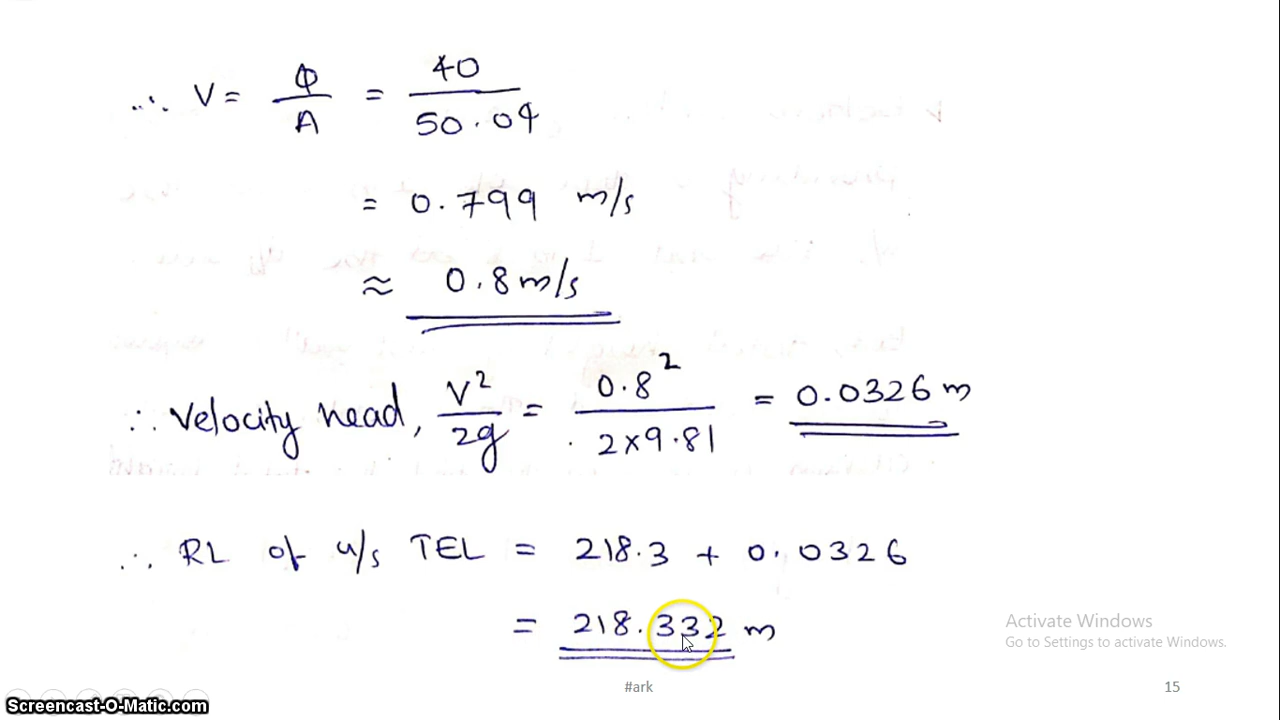 ∴ V = Q/A = 40/50.04
= 0.799 m/s
≈ 0.8 m/s
∴ Velocity head, V²/2g = 0.8²/2×9.81 = 0.0326 m
∴ RL of u/s TEL = 218.3 + 0.0326
= 218.332 m
Activate Windows
Go to Settings to activate Windows.
#ark 15
Screencast-O-Matic.com